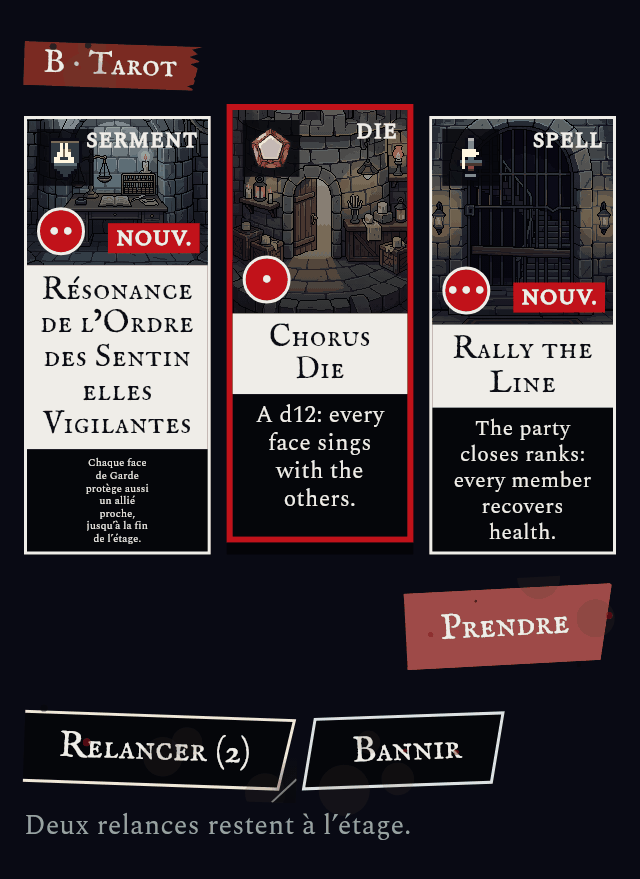 B · Tarot
SERMENT
NOUV.
Résonance
de l'Ordre
des Sentin
elles
Vigilantes
Chaque face
de Garde
protège aussi
un allié
proche,
jusqu'à la fin
de l'étage.
DIE
Chorus
Die
A d12: every
face sings
with the
others.
SPELL
NOUV.
Rally the
Line
The party
closes ranks:
every member
recovers
health.
Prendre
Relancer (2)
Bannir
Deux relances restent à l'étage.